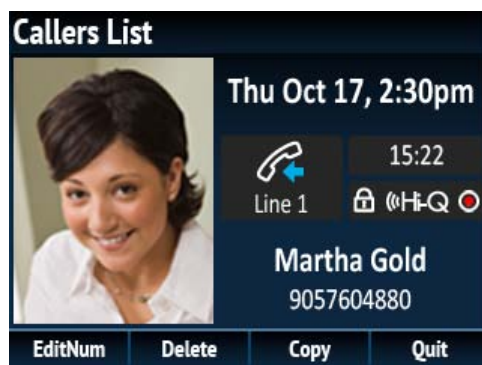 Callers List
Thu Oct 17, 2:30pm
15:22
Line 1
Hi-Q
Martha Gold
9057604880
EditNum Delete Copy Quit